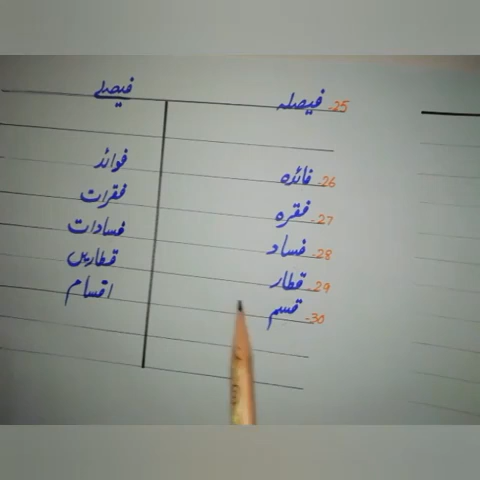 25- فیصلہ فیصلے
26- فائدہ فوائد
27- فقرہ فقرات
28- فساد فسادات
29- قطار قطاریں
30- قسم اقسام